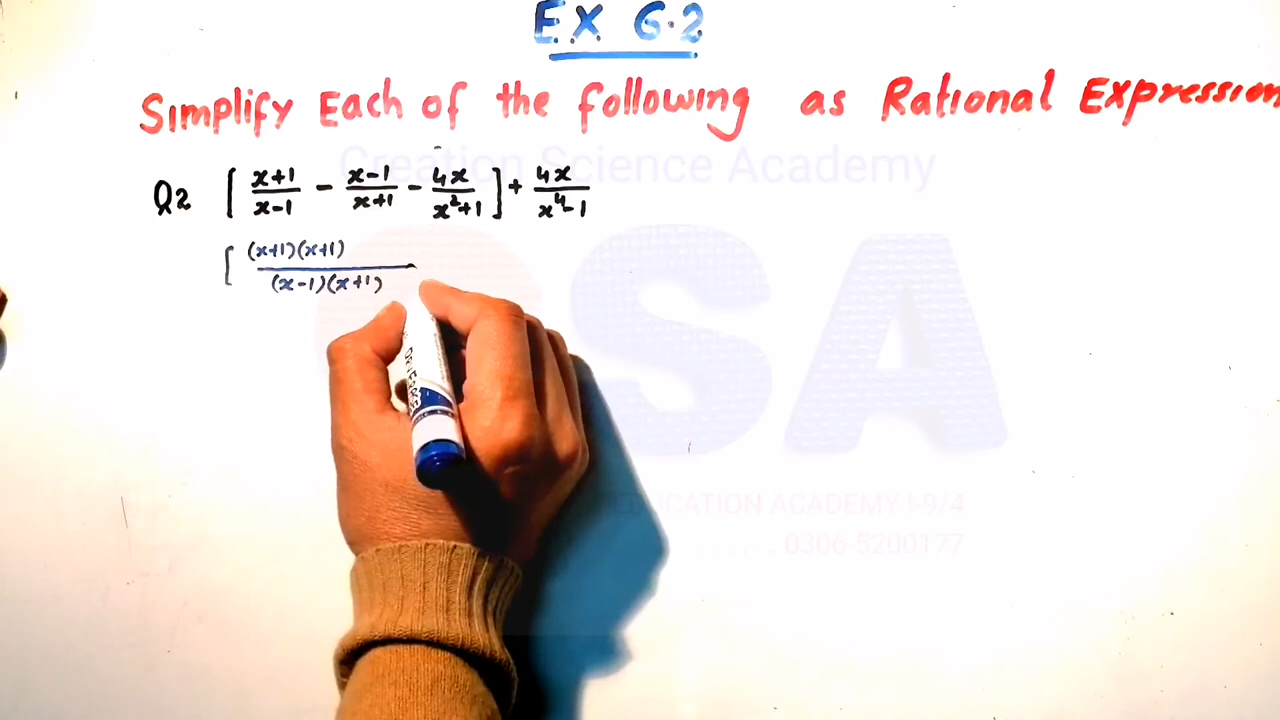 EX 6.2
Simplify Each of the following as Rational Expression
Creation Science Academy
Q2 [ (x+1)/(x-1) - (x-1)/(x+1) - 4x/(x²+1) ] + 4x/(x⁴-1)
[ (x+1)(x+1)
(x-1)(x+1)
CSA
EDUCATION ACADEMY I-9/4
0306-5200177